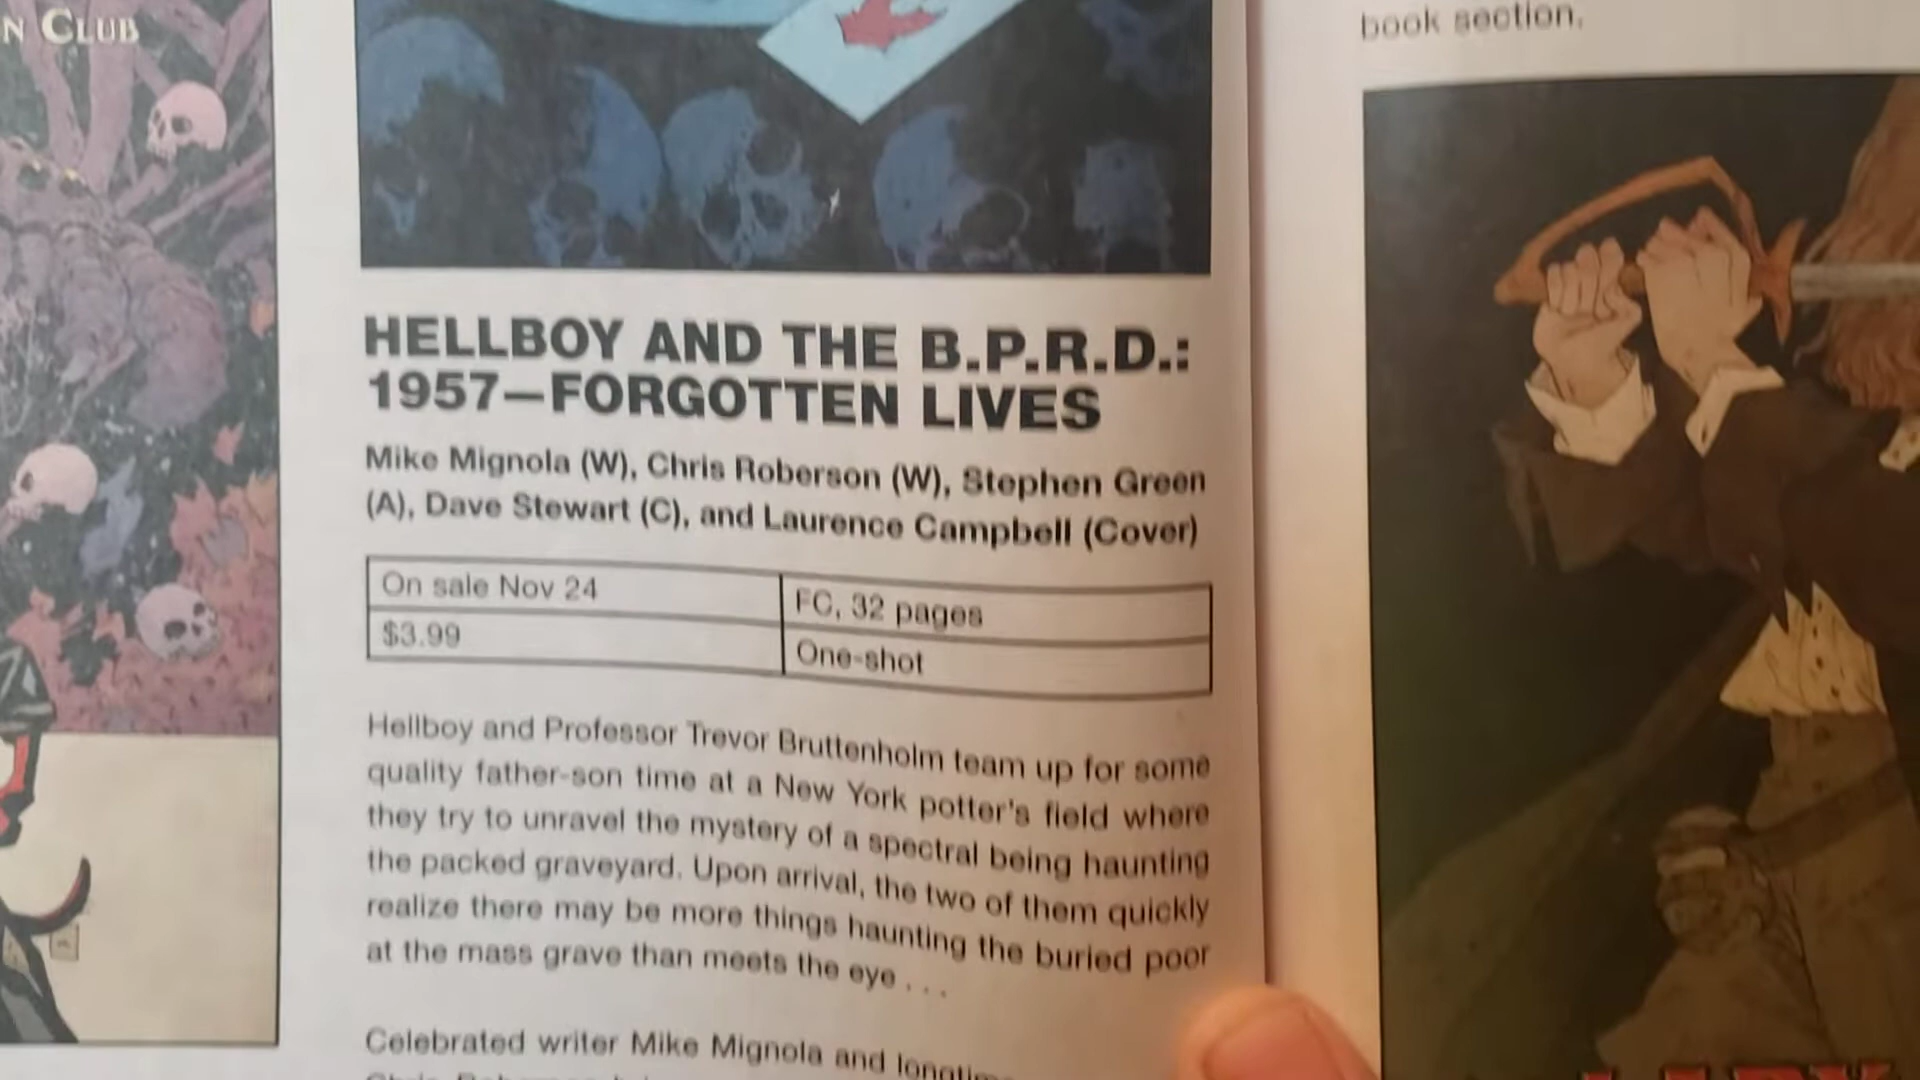 N CLUB
HELLBOY AND THE B.P.R.D.:
1957—FORGOTTEN LIVES
Mike Mignola (W), Chris Roberson (W), Stephen Green
(A), Dave Stewart (C), and Laurence Campbell (Cover)
On sale Nov 24
FC, 32 pages
$3.99
One-shot
Hellboy and Professor Trevor Bruttenholm team up for some
quality father-son time at a New York potter's field where
they try to unravel the mystery of a spectral being haunting
the packed graveyard. Upon arrival, the two of them quickly
realize there may be more things haunting the buried poor
at the mass grave than meets the eye . . .
Celebrated writer Mike Mignola and
book section.